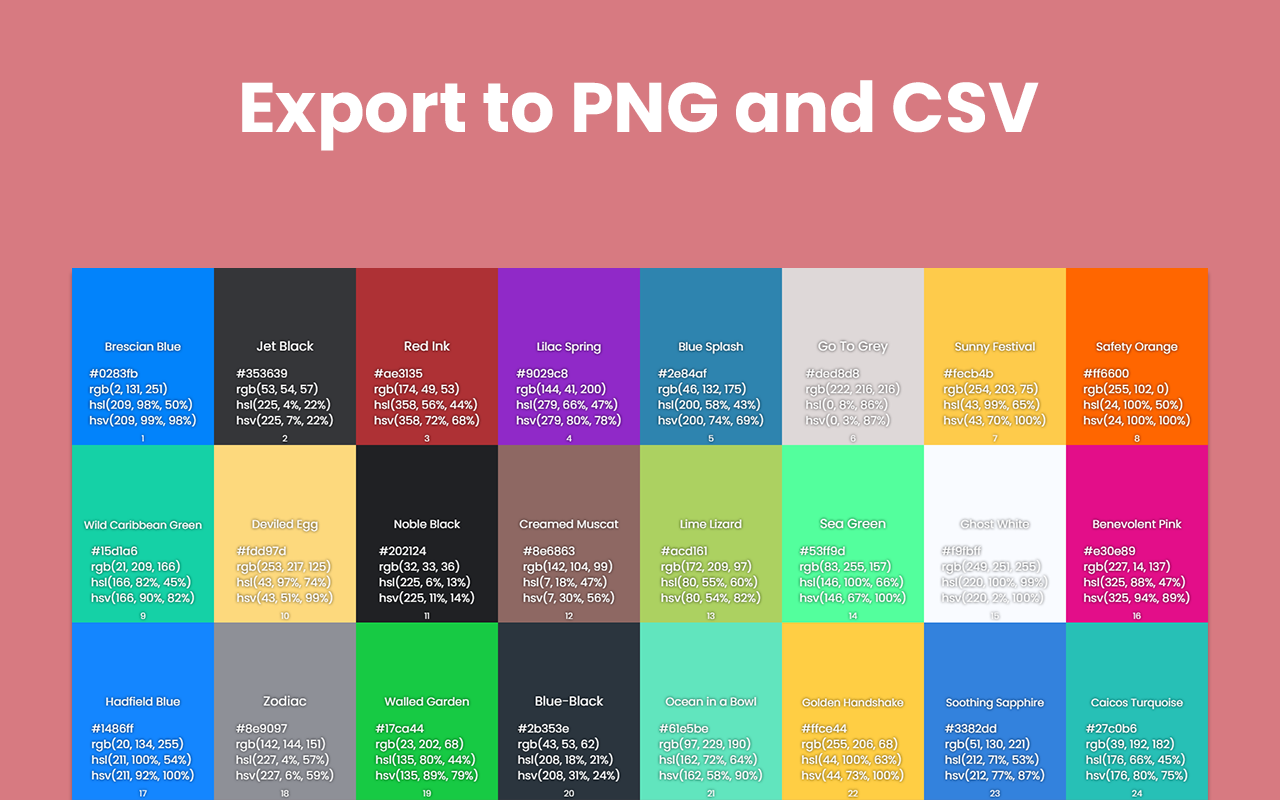 Export to PNG and CSV
Brescian Blue
#0283fb
rgb(2, 131, 251)
hsl(209, 98%, 50%)
hsv(209, 99%, 98%)
1
Jet Black
#353639
rgb(53, 54, 57)
hsl(225, 4%, 22%)
hsv(225, 7%, 22%)
2
Red Ink
#ae3135
rgb(174, 49, 53)
hsl(358, 56%, 44%)
hsv(358, 72%, 68%)
3
Lilac Spring
#9029c8
rgb(144, 41, 200)
hsl(279, 66%, 47%)
hsv(279, 80%, 78%)
4
Blue Splash
#2e84af
rgb(46, 132, 175)
hsl(200, 58%, 43%)
hsv(200, 74%, 69%)
5
Go To Grey
#ded8d8
rgb(222, 216, 216)
hsl(0, 8%, 86%)
hsv(0, 3%, 87%)
6
Sunny Festival
#fecb4b
rgb(254, 203, 75)
hsl(43, 99%, 65%)
hsv(43, 70%, 100%)
7
Safety Orange
#ff6600
rgb(255, 102, 0)
hsl(24, 100%, 50%)
hsv(24, 100%, 100%)
8
Wild Caribbean Green
#15d1a6
rgb(21, 209, 166)
hsl(166, 82%, 45%)
hsv(166, 90%, 82%)
9
Deviled Egg
#fdd97d
rgb(253, 217, 125)
hsl(43, 97%, 74%)
hsv(43, 51%, 99%)
10
Noble Black
#202124
rgb(32, 33, 36)
hsl(225, 6%, 13%)
hsv(225, 11%, 14%)
11
Creamed Muscat
#8e6863
rgb(142, 104, 99)
hsl(7, 18%, 47%)
hsv(7, 30%, 56%)
12
Lime Lizard
#acd161
rgb(172, 209, 97)
hsl(80, 55%, 60%)
hsv(80, 54%, 82%)
13
Sea Green
#53ff9d
rgb(83, 255, 157)
hsl(146, 100%, 66%)
hsv(146, 67%, 100%)
14
Ghost White
#f9fbff
rgb(249, 251, 255)
hsl(220, 100%, 99%)
hsv(220, 2%, 100%)
15
Benevolent Pink
#e30e89
rgb(227, 14, 137)
hsl(325, 88%, 47%)
hsv(325, 94%, 89%)
16
Hadfield Blue
#1486ff
rgb(20, 134, 255)
hsl(211, 100%, 54%)
hsv(211, 92%, 100%)
17
Zodiac
#8e9097
rgb(142, 144, 151)
hsl(227, 4%, 57%)
hsv(227, 6%, 59%)
18
Walled Garden
#17ca44
rgb(23, 202, 68)
hsl(135, 80%, 44%)
hsv(135, 89%, 79%)
19
Blue-Black
#2b353e
rgb(43, 53, 62)
hsl(208, 18%, 21%)
hsv(208, 31%, 24%)
20
Ocean in a Bowl
#61e5be
rgb(97, 229, 190)
hsl(162, 72%, 64%)
hsv(162, 58%, 90%)
21
Golden Handshake
#ffce44
rgb(255, 206, 68)
hsl(44, 100%, 63%)
hsv(44, 73%, 100%)
22
Soothing Sapphire
#3382dd
rgb(51, 130, 221)
hsl(212, 71%, 53%)
hsv(212, 77%, 87%)
23
Caicos Turquoise
#27c0b6
rgb(39, 192, 182)
hsl(176, 66%, 45%)
hsv(176, 80%, 75%)
24